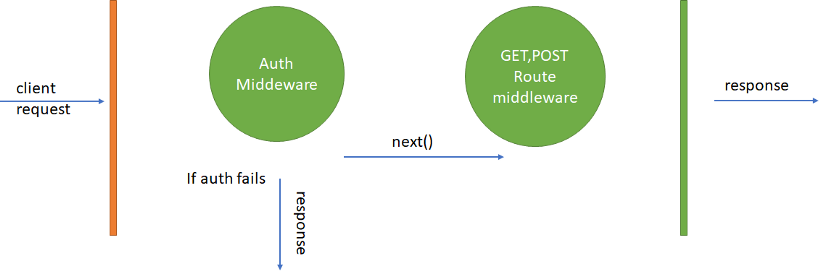 client
request
Auth
Middeware
GET,POST
Route
middleware
next()
If auth fails
response
response